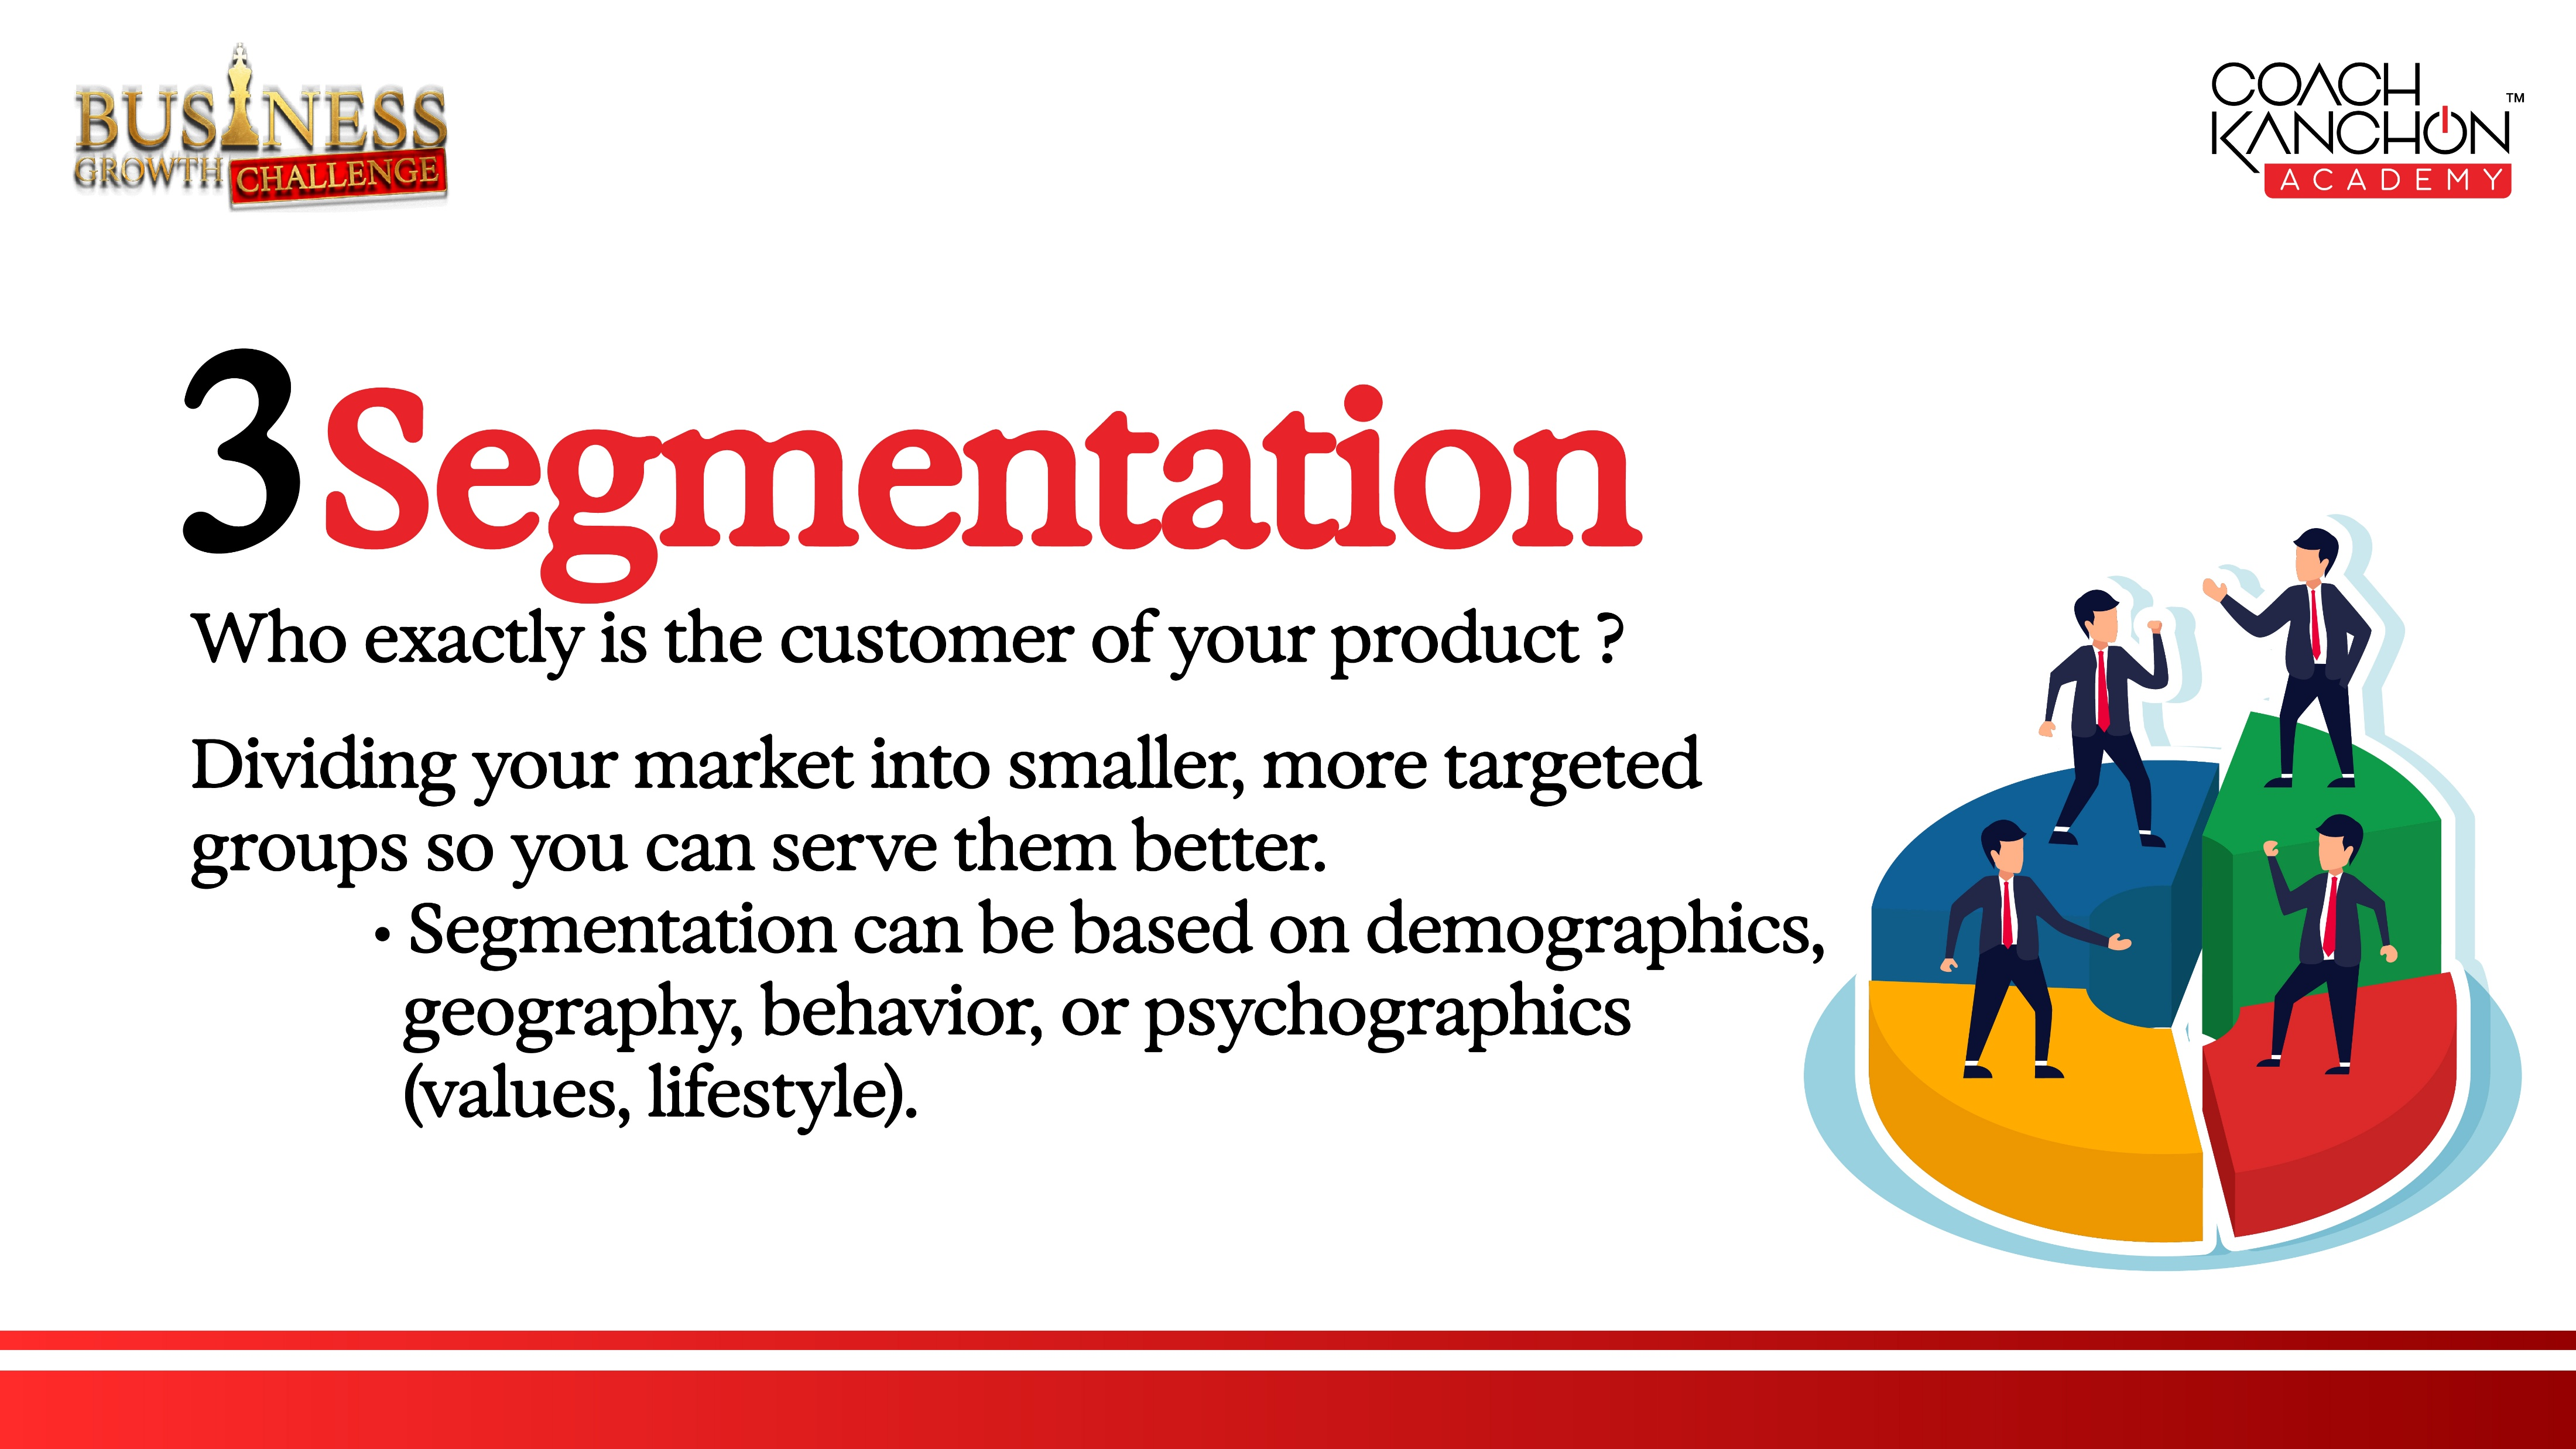 BUSINESS
GROWTH CHALLENGE
COACH
KANCHON
TM
ACADEMY
3 Segmentation
Who exactly is the customer of your product ?
Dividing your market into smaller, more targeted
groups so you can serve them better.
• Segmentation can be based on demographics,
geography, behavior, or psychographics
(values, lifestyle).